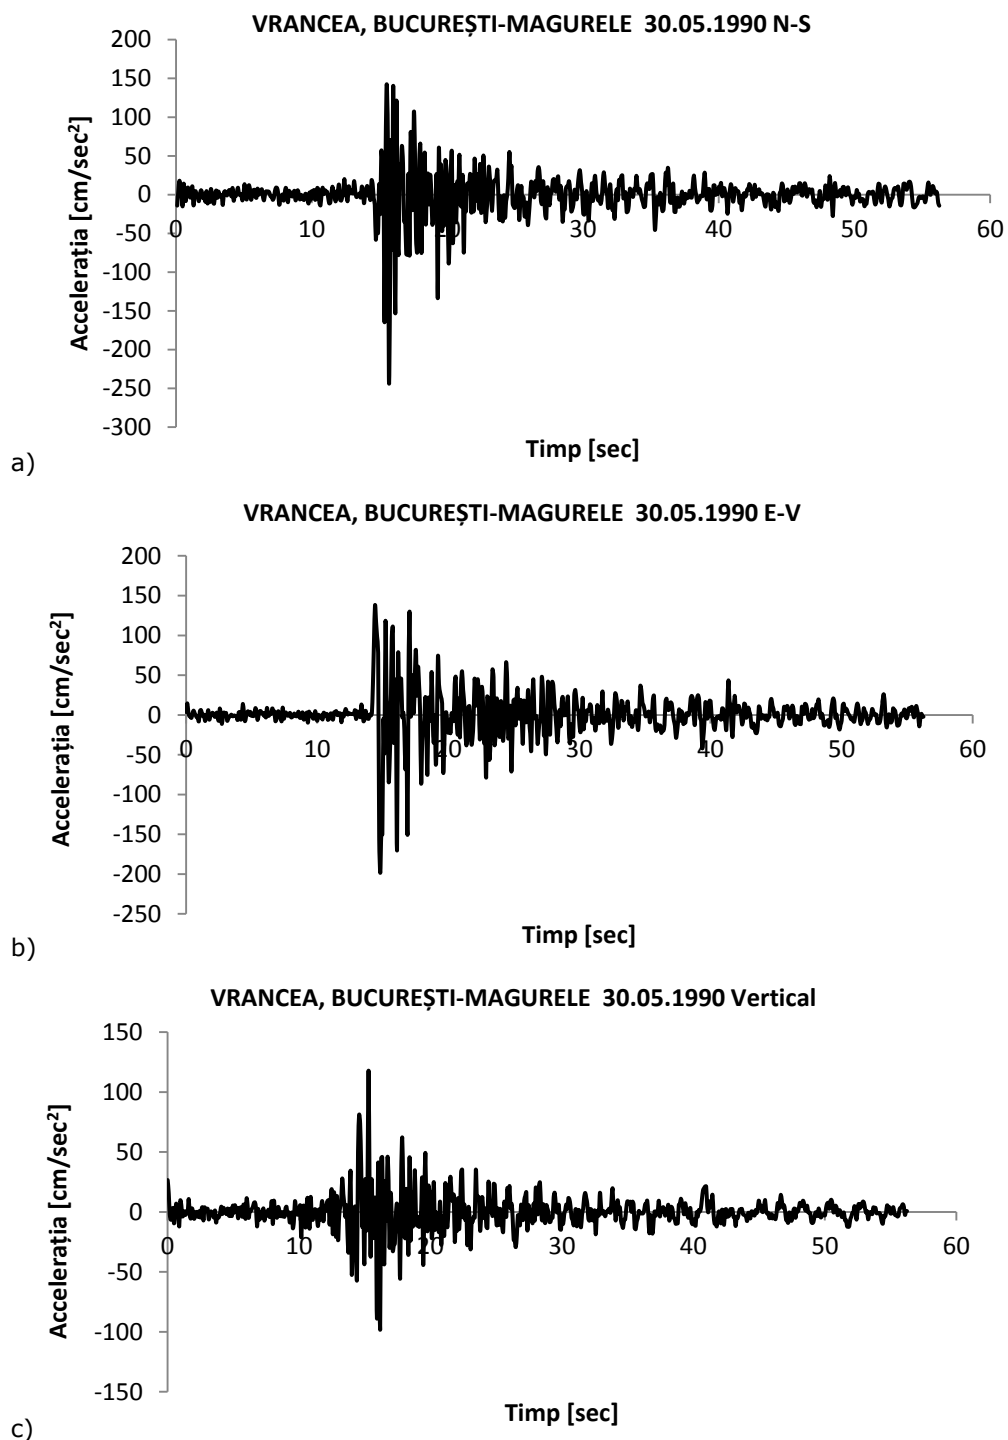 VRANCEA, BUCUREȘTI-MAGURELE 30.05.1990 N-S
200
150
100
50
0
-50
-100
-150
-200
-250
-300
0 10 20 30 40 50 60
Accelerația [cm/sec²]
Timp [sec]
a)
VRANCEA, BUCUREȘTI-MAGURELE 30.05.1990 E-V
200
150
100
50
0
-50
-100
-150
-200
-250
0 10 20 30 40 50 60
Accelerația [cm/sec²]
Timp [sec]
b)
VRANCEA, BUCUREȘTI-MAGURELE 30.05.1990 Vertical
150
100
50
0
-50
-100
-150
0 10 20 30 40 50 60
Accelerația [cm/sec²]
Timp [sec]
c)